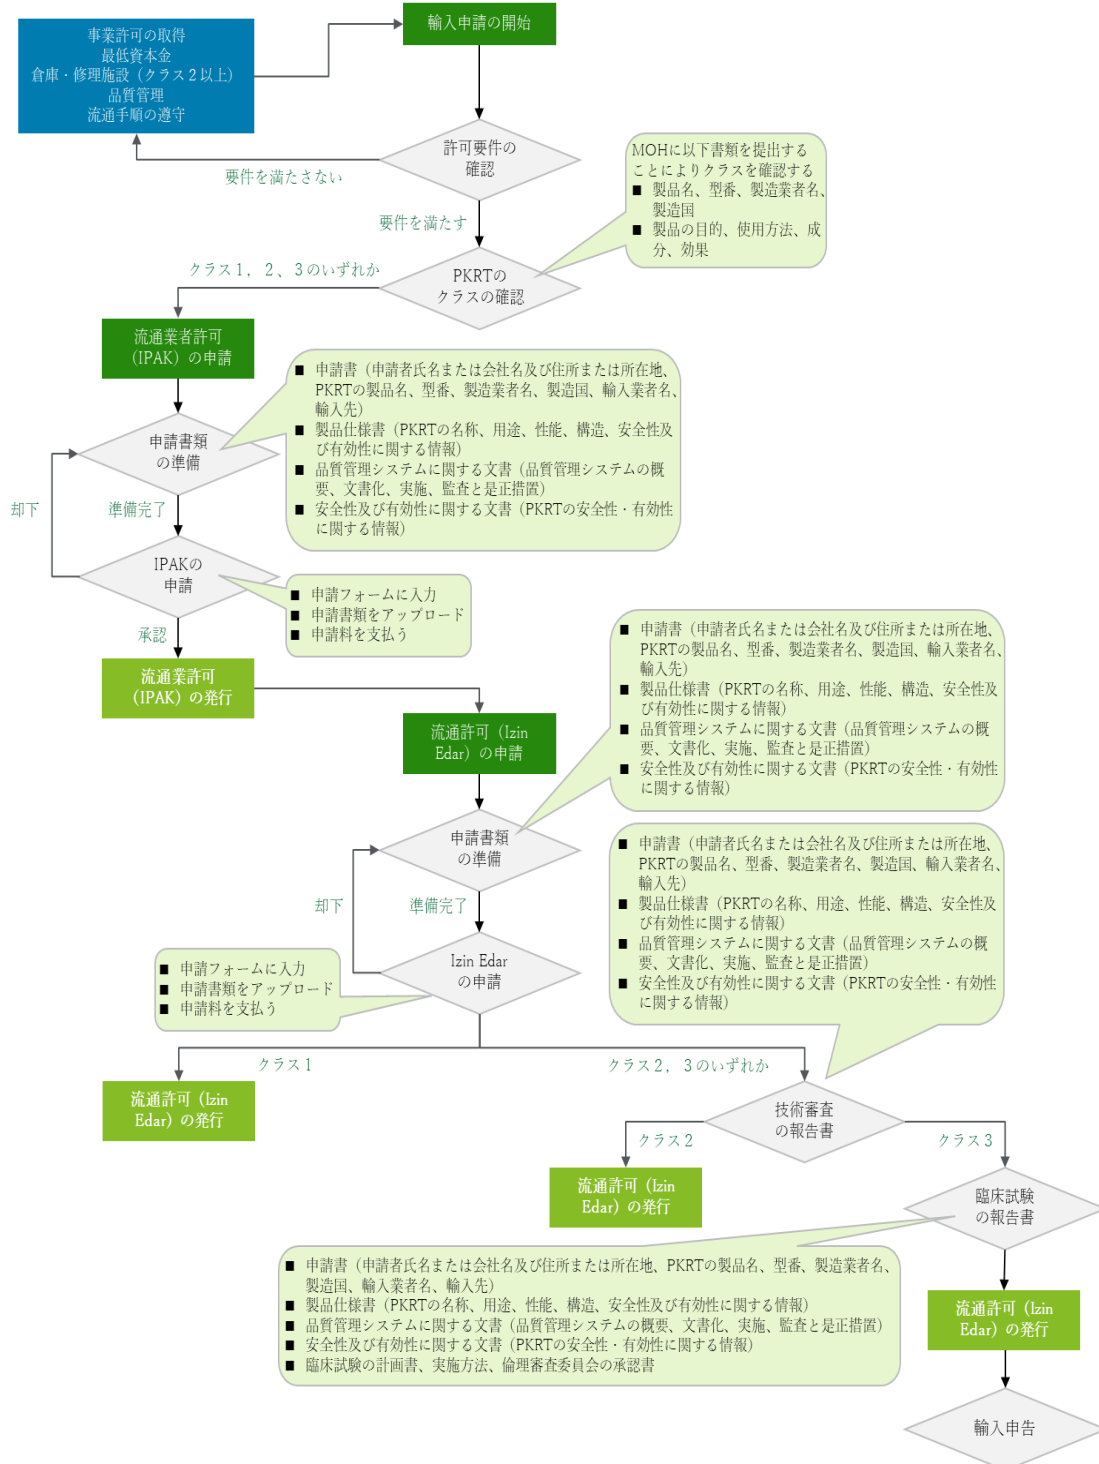 事業許可の取得
最低資本金
倉庫・修理施設（クラス２以上）
品質管理
流通手順の遵守
輸入申請の開始
許可要件の
確認
要件を満たさない
要件を満たす
MOHに以下書類を提出する
ことによりクラスを確認する
■ 製品名、型番、製造業者名、
製造国
■ 製品の目的、使用方法、成
分、効果
PKRTの
クラスの確認
クラス１，２、３のいずれか
流通業者許可
（IPAK）の申請
■ 申請書（申請者氏名または会社名及び住所または所在地、
PKRTの製品名、型番、製造業者名、製造国、輸入業者名、
輸入先）
■ 製品仕様書（PKRTの名称、用途、性能、構造、安全性及
び有効性に関する情報）
■ 品質管理システムに関する文書（品質管理システムの概
要、文書化、実施、監査と是正措置）
■ 安全性及び有効性に関する文書（PKRTの安全性・有効性
に関する情報）
申請書類
の準備
却下
準備完了
IPAKの
申請
■ 申請フォームに入力
■ 申請書類をアップロード
■ 申請料を支払う
承認
流通業許可
（IPAK）の発行
流通許可（Izin
Edar）の申請
■ 申請書（申請者氏名または会社名及び住所または所在地、
PKRTの製品名、型番、製造業者名、製造国、輸入業者名、
輸入先）
■ 製品仕様書（PKRTの名称、用途、性能、構造、安全性及
び有効性に関する情報）
■ 品質管理システムに関する文書（品質管理システムの概
要、文書化、実施、監査と是正措置）
■ 安全性及び有効性に関する文書（PKRTの安全性・有効性
に関する情報）
申請書類
の準備
却下
準備完了
Izin Edar
の申請
■ 申請フォームに入力
■ 申請書類をアップロード
■ 申請料を支払う
■ 申請書（申請者氏名または会社名及び住所または所在地、
PKRTの製品名、型番、製造業者名、製造国、輸入業者名、
輸入先）
■ 製品仕様書（PKRTの名称、用途、性能、構造、安全性及
び有効性に関する情報）
■ 品質管理システムに関する文書（品質管理システムの概
要、文書化、実施、監査と是正措置）
■ 安全性及び有効性に関する文書（PKRTの安全性・有効性
に関する情報）
クラス１
クラス２，３のいずれか
流通許可（Izin
Edar）の発行
技術審査
の報告書
クラス２
クラス３
流通許可（Izin
Edar）の発行
臨床試験
の報告書
■ 申請書（申請者氏名または会社名及び住所または所在地、PKRTの製品名、型番、製造業者名、
製造国、輸入業者名、輸入先）
■ 製品仕様書（PKRTの名称、用途、性能、構造、安全性及び有効性に関する情報）
■ 品質管理システムに関する文書（品質管理システムの概要、文書化、実施、監査と是正措置）
■ 安全性及び有効性に関する文書（PKRTの安全性・有効性に関する情報）
■ 臨床試験の計画書、実施方法、倫理審査委員会の承認書
流通許可（Izin
Edar）の発行
輸入申告